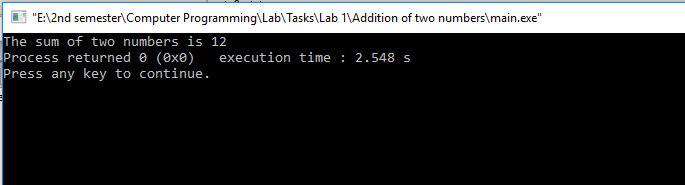 "E:\2nd semester\Computer Programming\Lab\Tasks\Lab 1\Addition of two numbers\main.exe"
The sum of two numbers is 12
Process returned 0 (0x0)   execution time : 2.548 s
Press any key to continue.